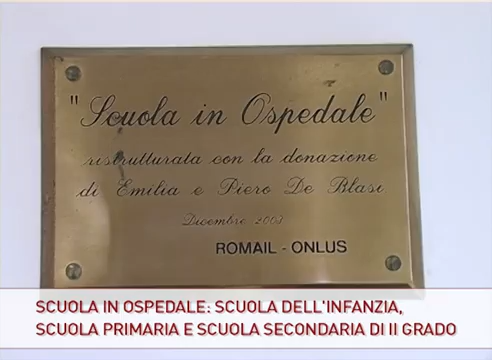 "Scuola in Ospedale"
ristrutturata con la donazione
di Emilia e Piero De Blasi
Dicembre 2003
ROMAIL - ONLUS
SCUOLA IN OSPEDALE: SCUOLA DELL'INFANZIA,
SCUOLA PRIMARIA E SCUOLA SECONDARIA DI II GRADO